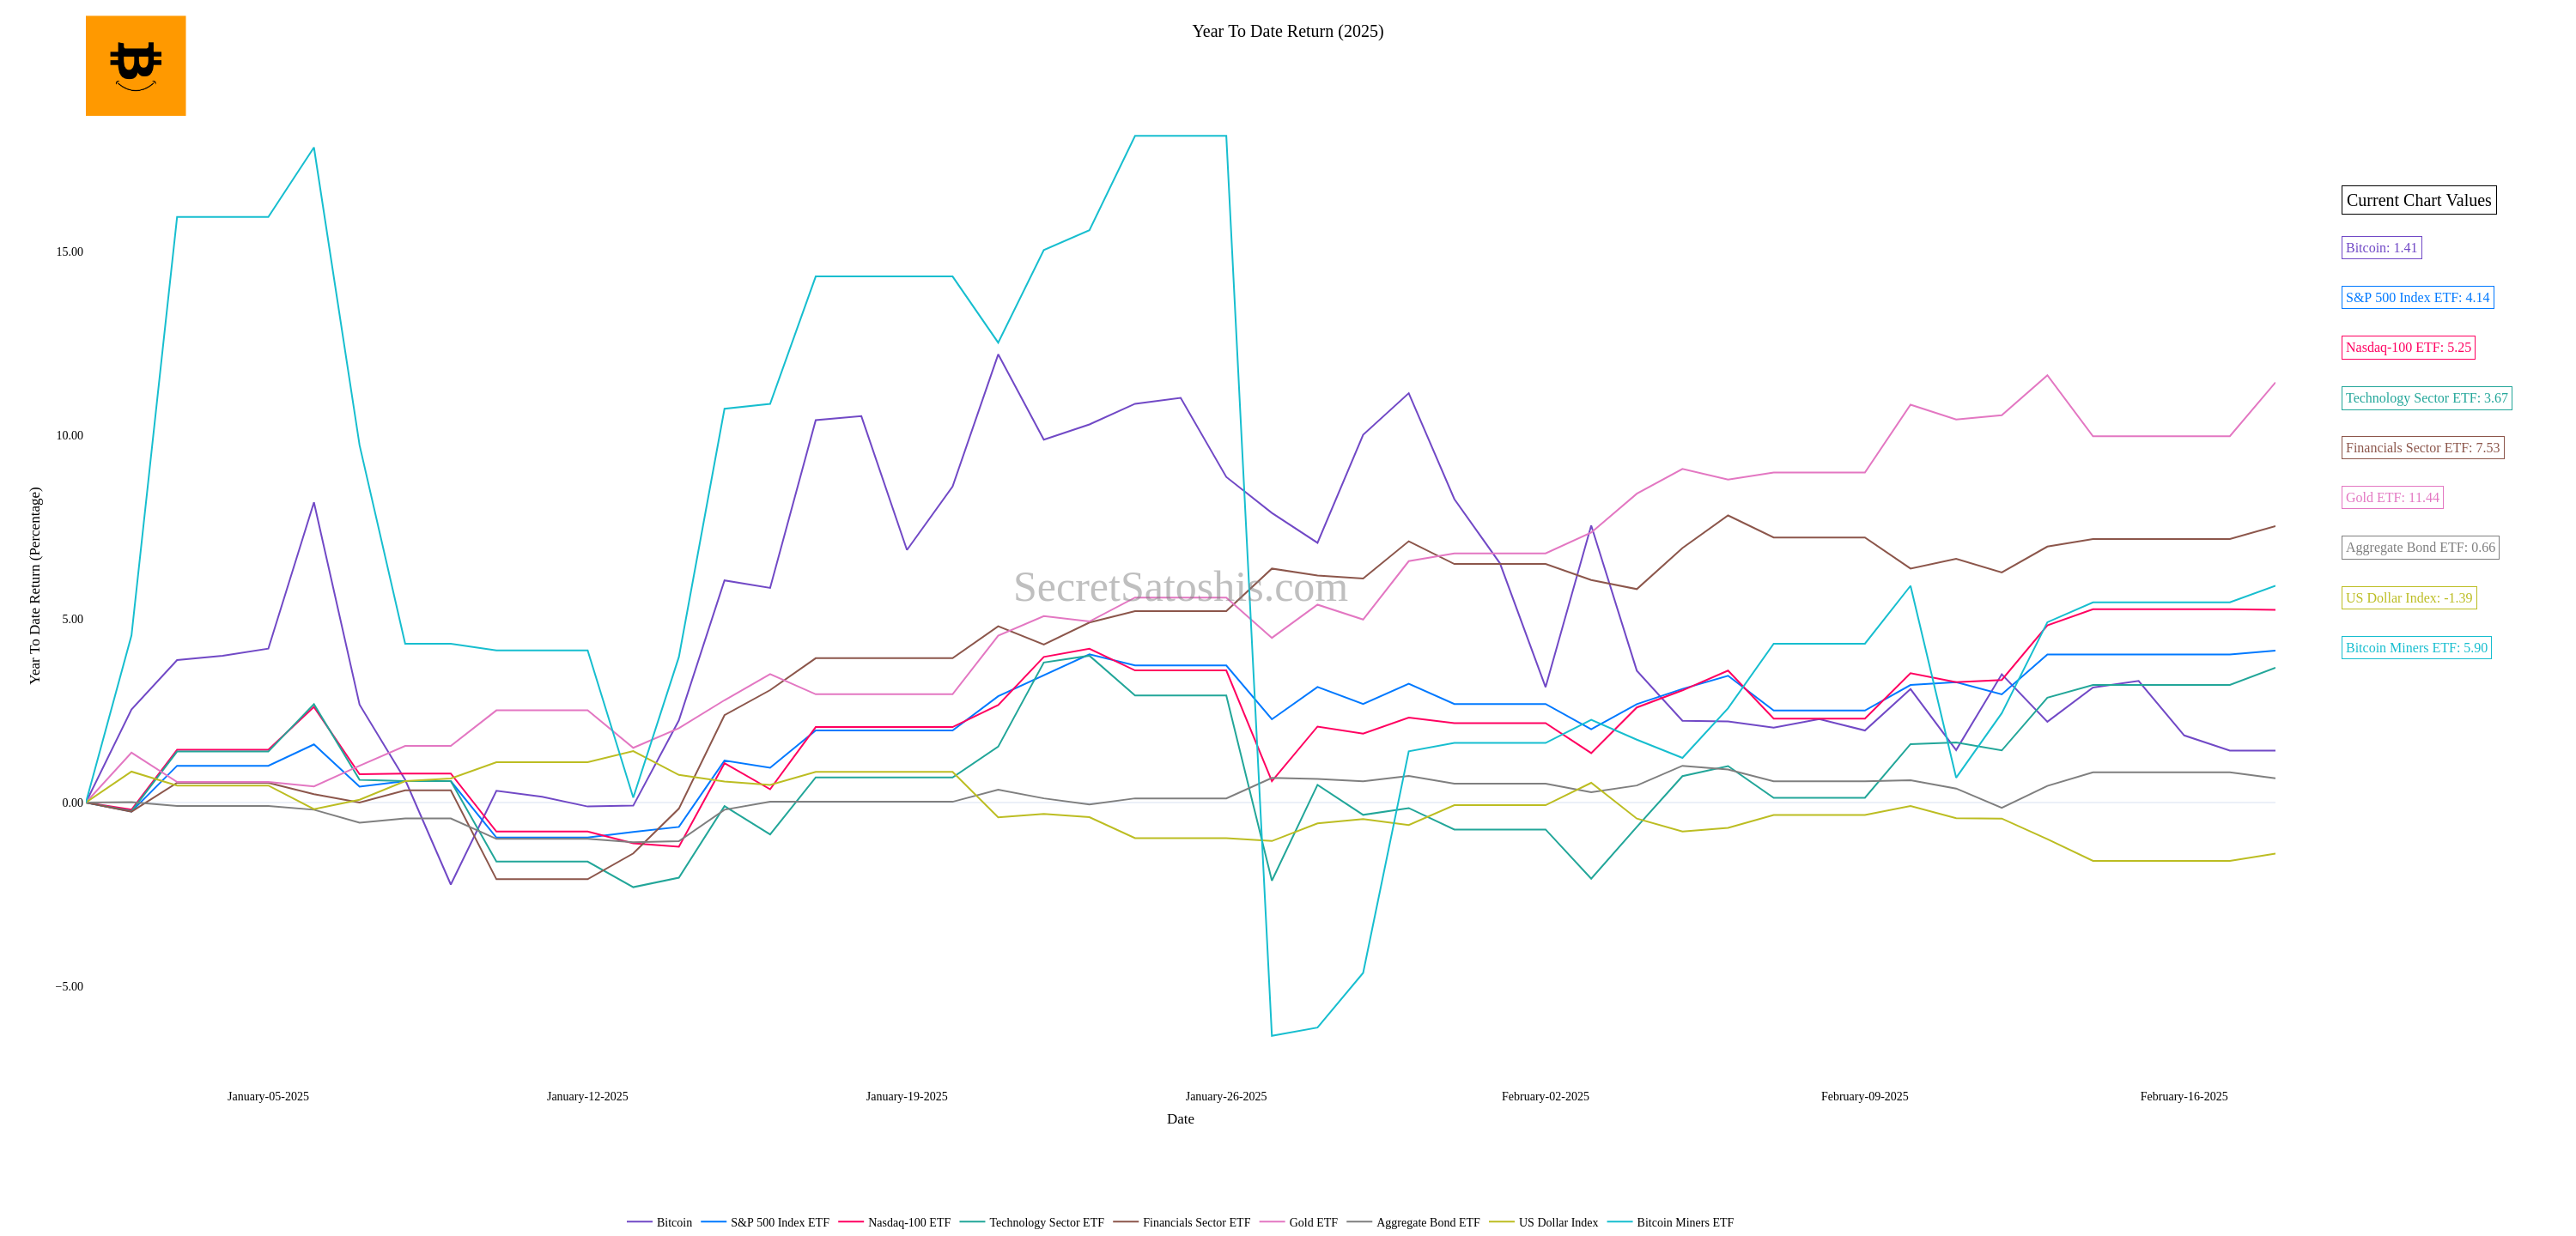 Year To Date Return (2025)
Current Chart Values
Bitcoin: 1.41
S&P 500 Index ETF: 4.14
Nasdaq-100 ETF: 5.25
Technology Sector ETF: 3.67
Financials Sector ETF: 7.53
Gold ETF: 11.44
Aggregate Bond ETF: 0.66
US Dollar Index: -1.39
Bitcoin Miners ETF: 5.90
Year To Date Return (Percentage)
15.00
10.00
5.00
0.00
−5.00
SecretSatoshis.com
January-05-2025 January-12-2025 January-19-2025 January-26-2025 February-02-2025 February-09-2025 February-16-2025
Date
Bitcoin S&P 500 Index ETF Nasdaq-100 ETF Technology Sector ETF Financials Sector ETF Gold ETF Aggregate Bond ETF US Dollar Index Bitcoin Miners ETF